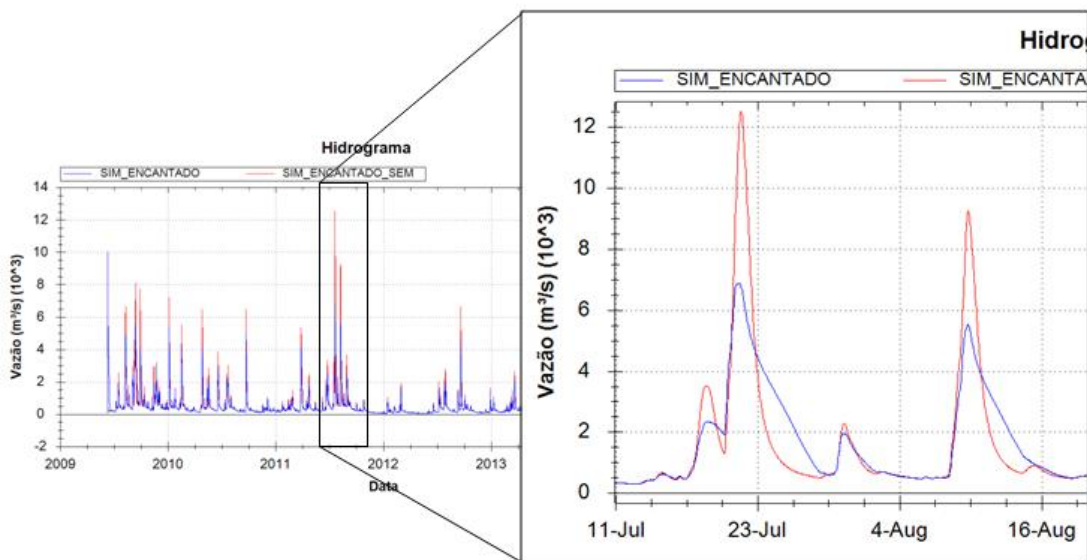 Hidrograma
SIM_ENCANTADO SIM_ENCANTADO_SEM
Vazão (m³/s) (10^3)
14
12
10
8
6
4
2
0
-2
2009 2010 2011 2012 2013
Data
Hidrog
SIM_ENCANTADO SIM_ENCANTA
Vazão (m³/s) (10^3)
12
10
8
6
4
2
0
11-Jul 23-Jul 4-Aug 16-Aug